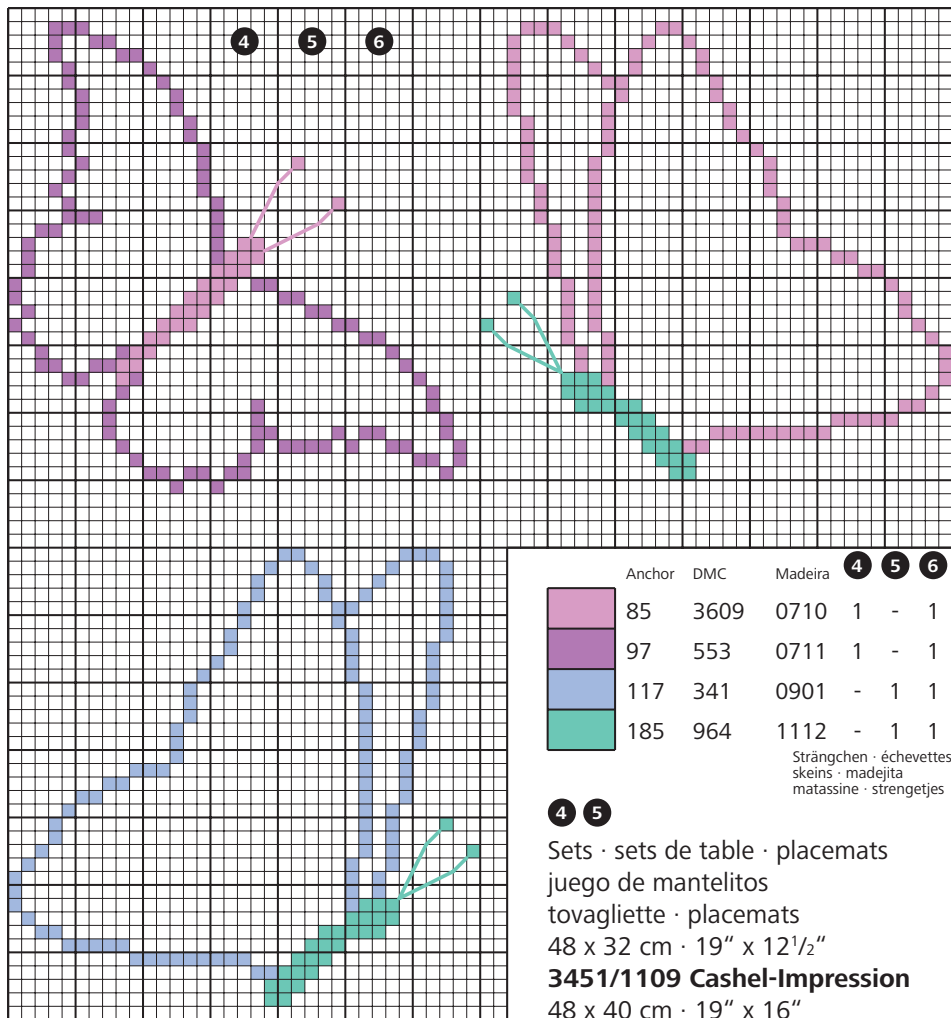 4 5 6
Anchor DMC Madeira 4 5 6
85 3609 0710 1 - 1
97 553 0711 1 - 1
117 341 0901 - 1 1
185 964 1112 - 1 1
Strängchen · échevettes
skeins · madejita
matassine · strengetjes
4 5
Sets · sets de table · placemats
juego de mantelitos
tovagliette · placemats
48 x 32 cm · 19“ x 12¹/₂“
3451/1109 Cashel-Impression
48 x 40 cm · 19“ x 16“